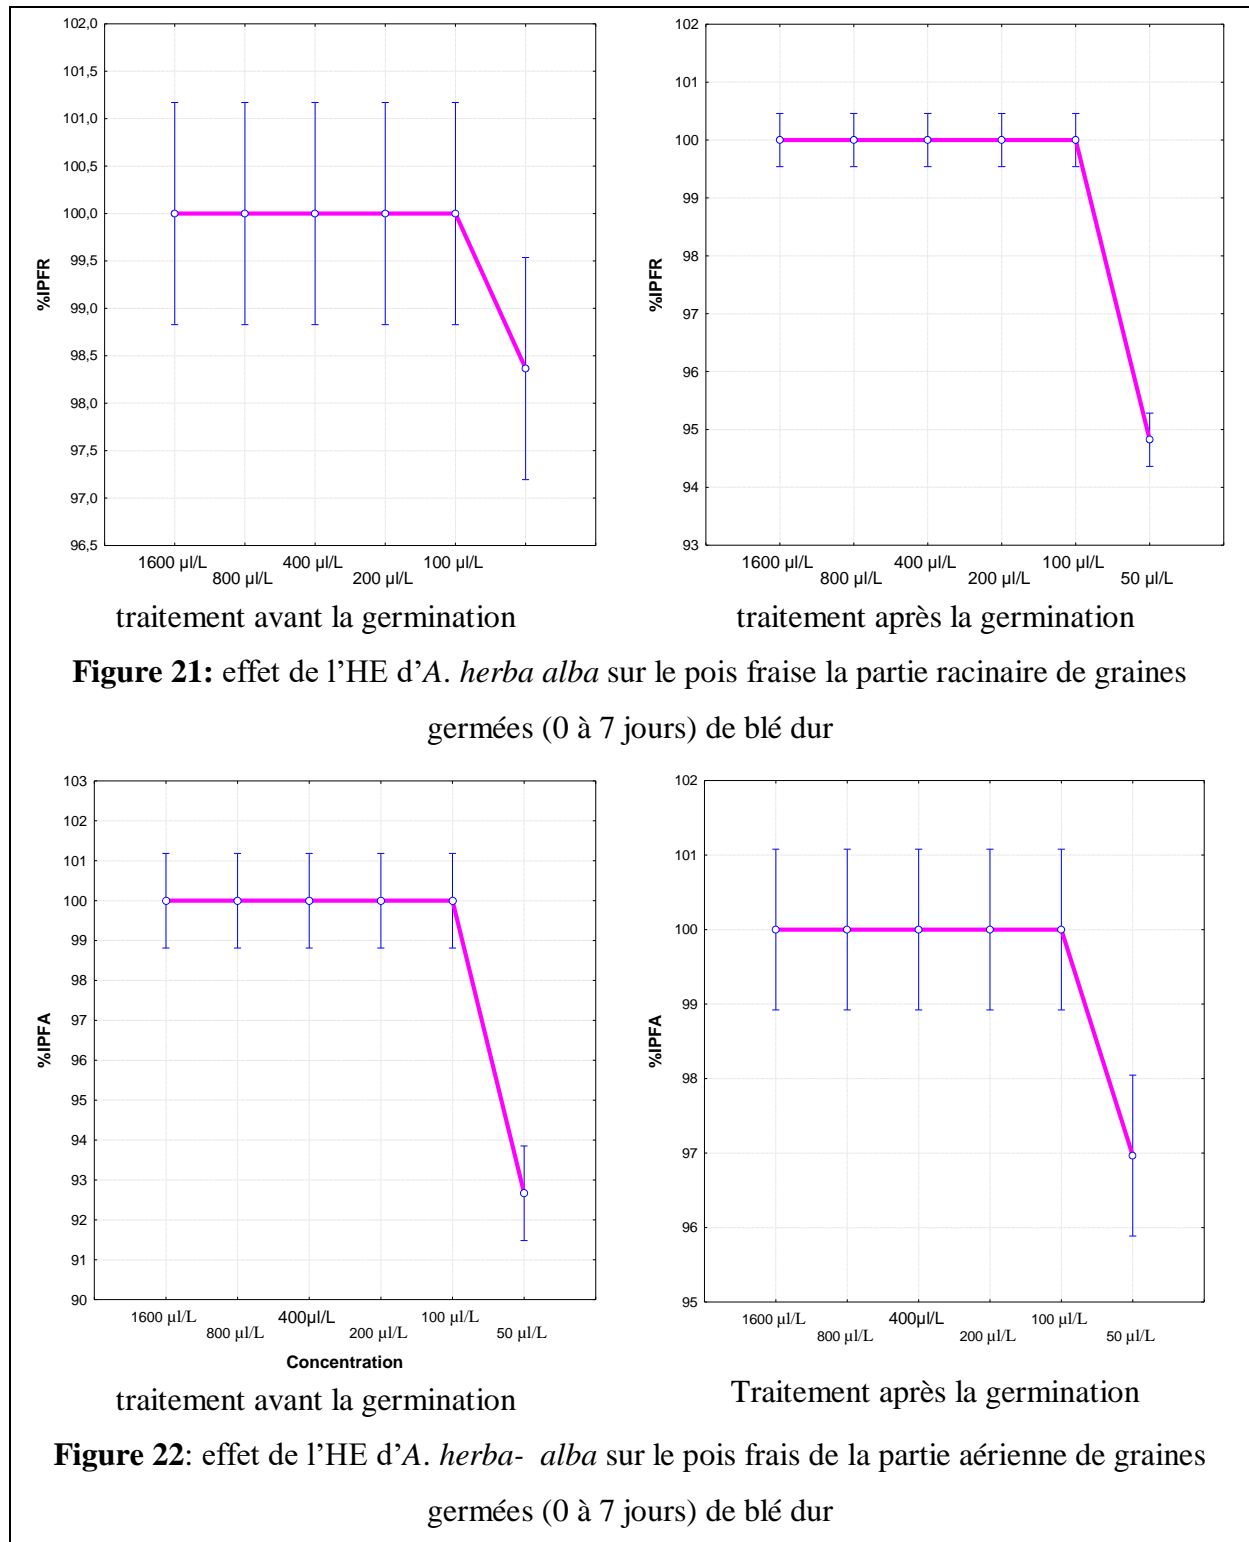 102,0
101,5
101,0
100,5
100,0
99,5
99,0
98,5
98,0
97,5
97,0
96,5
%IPFR
1600 µl/L
800 µl/L
400 µl/L
200 µl/L
100 µl/L
traitement avant la germination
102
101
100
99
98
97
96
95
94
93
%IPFR
1600 µl/L
800 µl/L
400 µl/L
200 µl/L
100 µl/L
50 µl/L
traitement après la germination
Figure 21: effet de l’HE d’A. herba alba sur le pois fraise la partie racinaire de graines
germées (0 à 7 jours) de blé dur
103
102
101
100
99
98
97
96
95
94
93
92
91
90
%IPFA
1600 µl/L
800 µl/L
400µl/L
200 µl/L
100 µl/L
50 µl/L
Concentration
traitement avant la germination
102
101
100
99
98
97
96
95
%IPFA
1600 µl/L
800 µl/L
400µl/L
200 µl/L
100 µl/L
50 µl/L
Traitement après la germination
Figure 22: effet de l’HE d’A. herba- alba sur le pois frais de la partie aérienne de graines
germées (0 à 7 jours) de blé dur